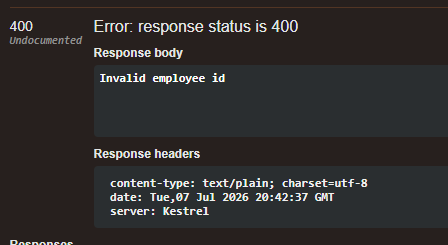 400
Undocumented
Error: response status is 400
Response body
Invalid employee id
Response headers
content-type: text/plain; charset=utf-8
date: Tue,07 Jul 2026 20:42:37 GMT
server: Kestrel
Responses